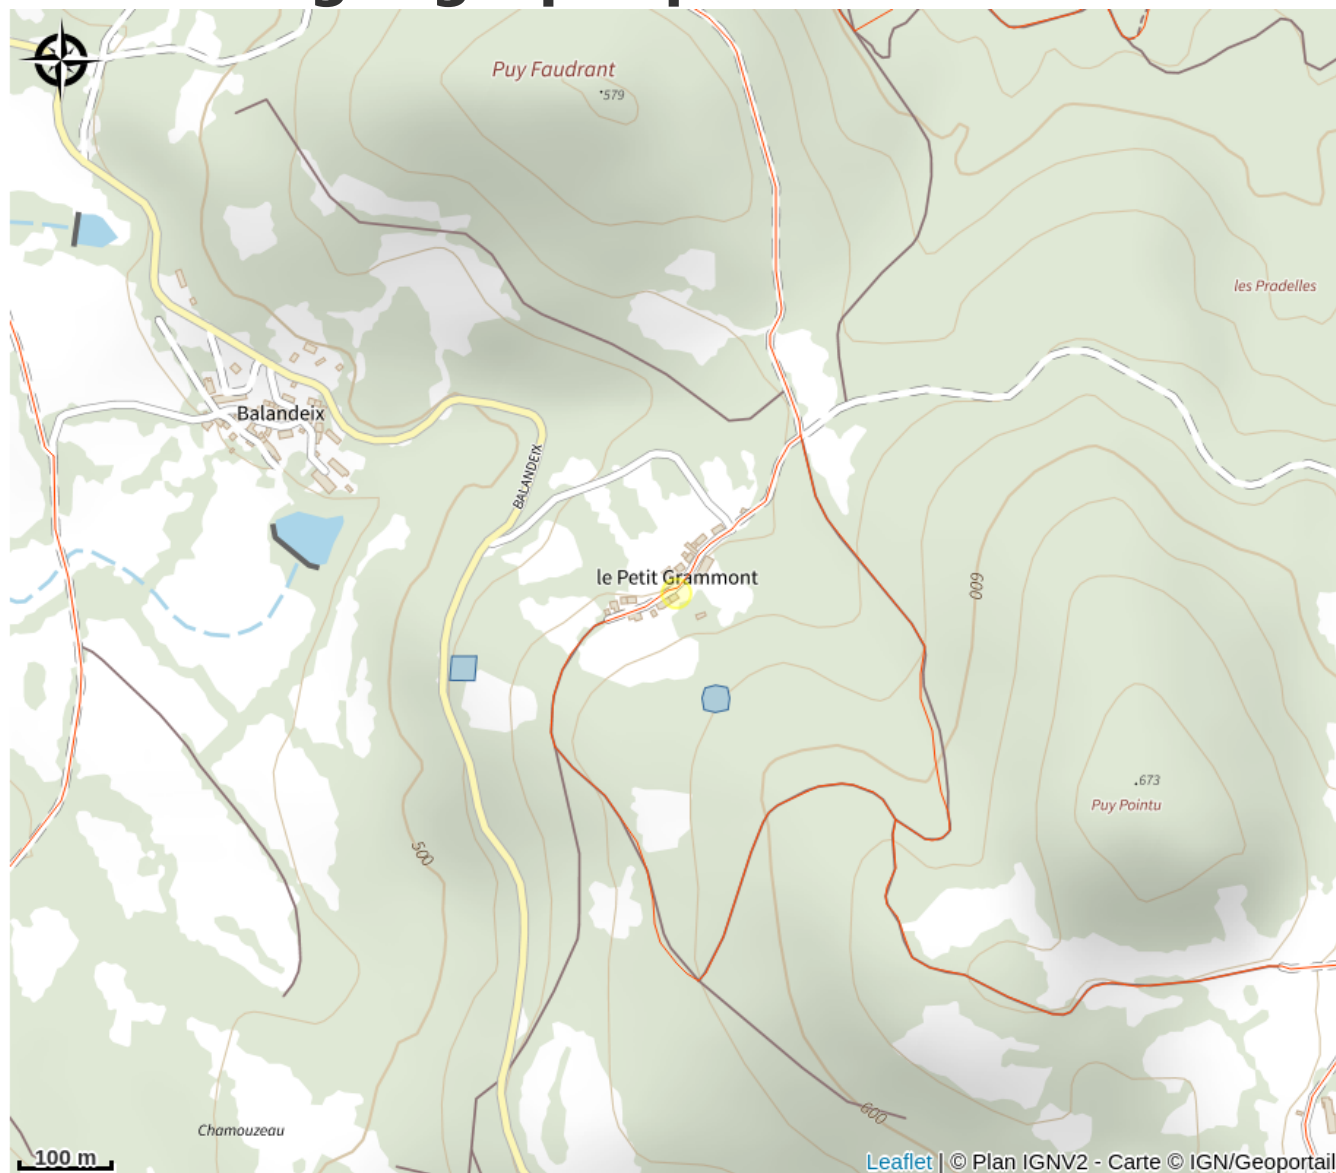 Puy Faudrant
579
les Pradelles
Balandeix
BALANDEIX
le Petit Grammont
600
673
Puy Pointu
500
600
Chamouzeau
100 m
Leaflet | © Plan IGNV2 - Carte © IGN/Geoportail